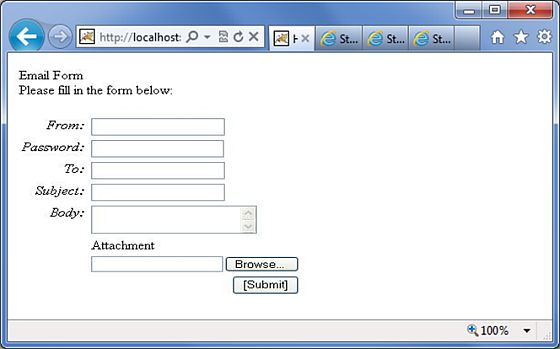 http://localhost:
H
St...
St...
St...
Email Form
Please fill in the form below:
From:
Password:
To:
Subject:
Body:
Attachment
Browse...
[Submit]
100%